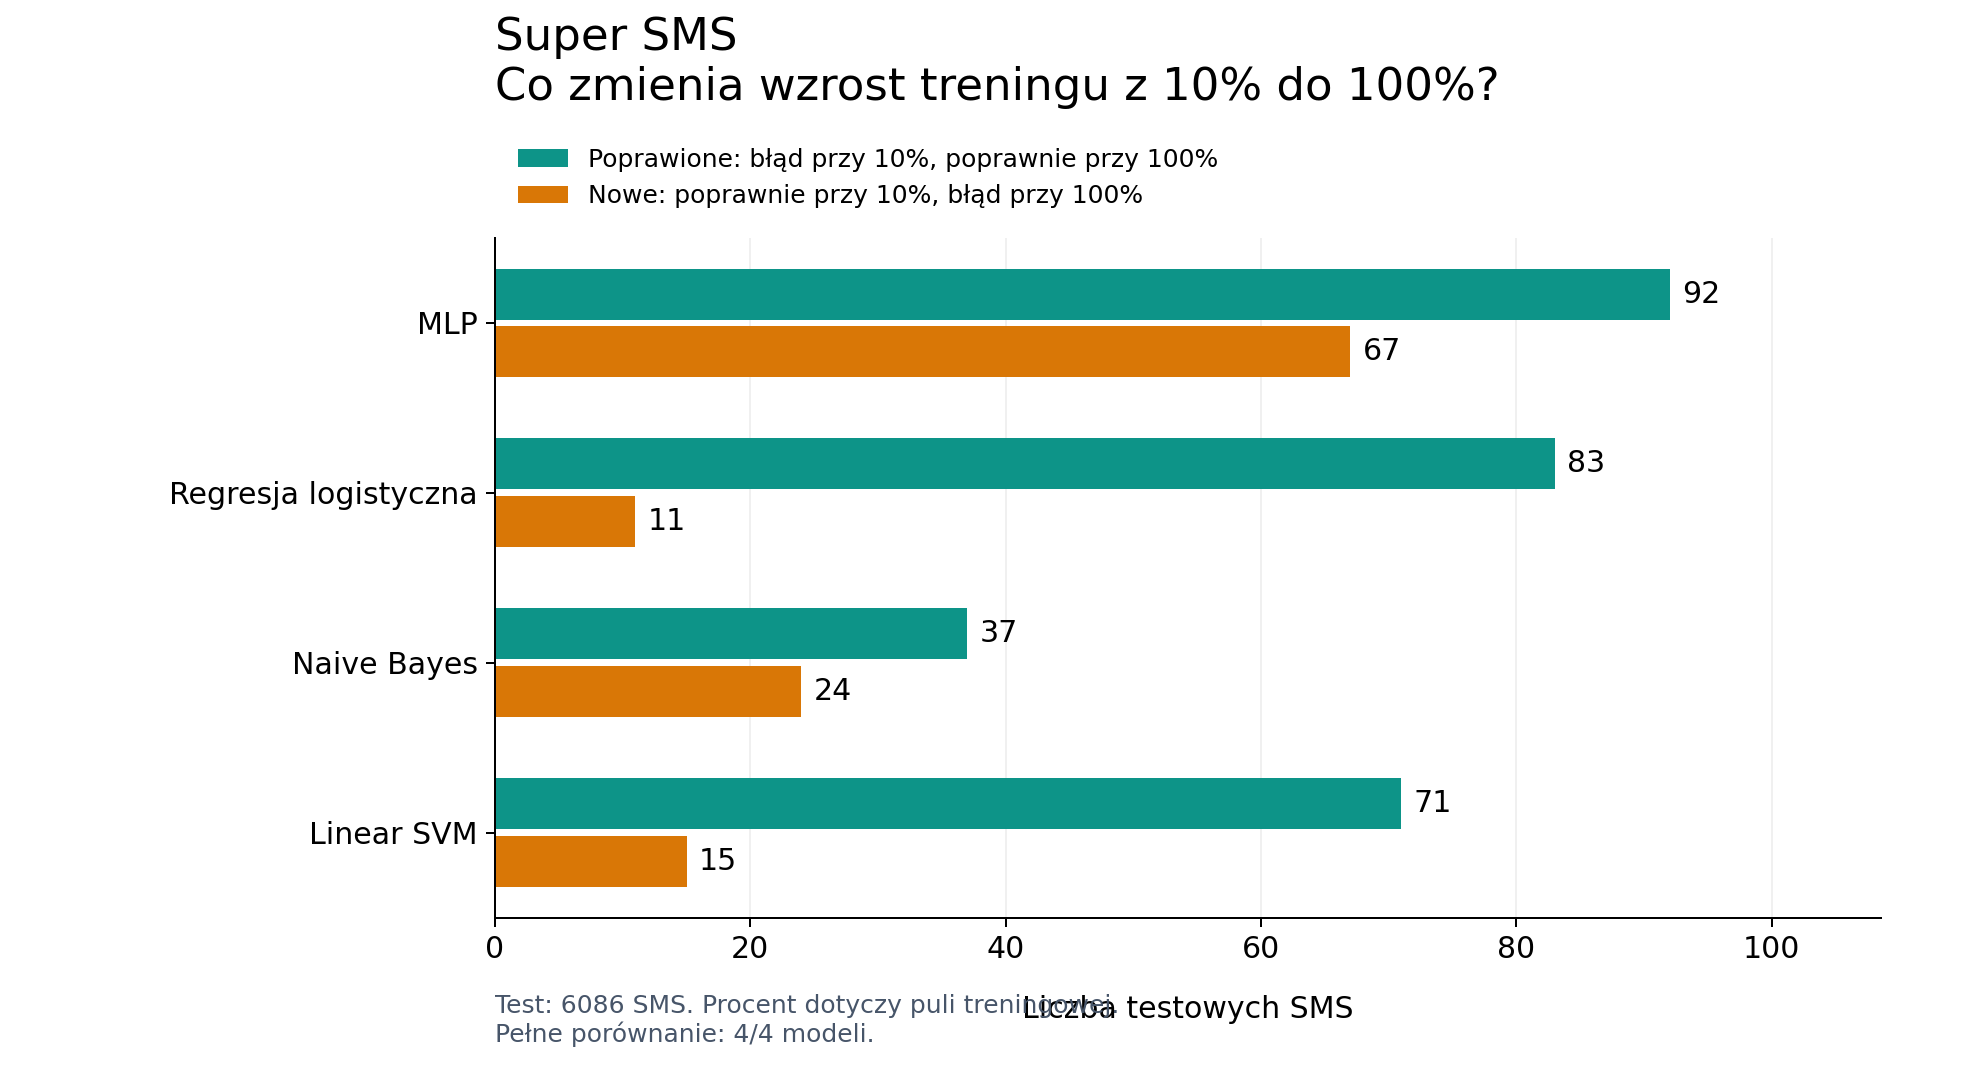 Super SMS
Co zmienia wzrost treningu z 10% do 100%?
Poprawione: błąd przy 10%, poprawnie przy 100%
Nowe: poprawnie przy 10%, błąd przy 100%
MLP
92
67
Regresja logistyczna
83
11
Naive Bayes
37
24
Linear SVM
71
15
0 20 40 60 80 100
Liczba testowych SMS
Test: 6086 SMS. Procent dotyczy puli treningowej.
Pełne porównanie: 4/4 modeli.